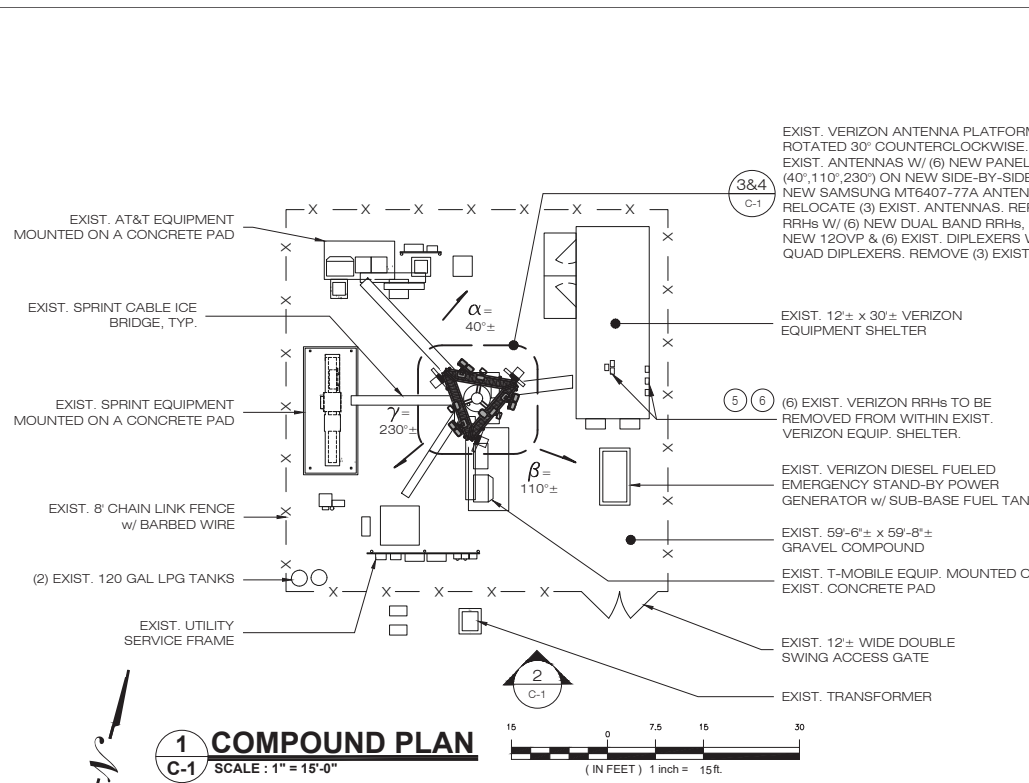 EXIST. VERIZON ANTENNA PLATFORM
ROTATED 30° COUNTERCLOCKWISE.
EXIST. ANTENNAS W/ (6) NEW PANEL
(40°,110°,230°) ON NEW SIDE-BY-SIDE
NEW SAMSUNG MT6407-77A ANTEN
RELOCATE (3) EXIST. ANTENNAS. REP
RRHs W/ (6) NEW DUAL BAND RRHs,
NEW 12OVP & (6) EXIST. DIPLEXERS W
QUAD DIPLEXERS. REMOVE (3) EXIST
3&4
C-1
EXIST. AT&T EQUIPMENT
MOUNTED ON A CONCRETE PAD
EXIST. SPRINT CABLE ICE
BRIDGE, TYP.
EXIST. SPRINT EQUIPMENT
MOUNTED ON A CONCRETE PAD
EXIST. 8' CHAIN LINK FENCE
w/ BARBED WIRE
(2) EXIST. 120 GAL LPG TANKS
EXIST. UTILITY
SERVICE FRAME
X X X X X X X
X X X X X X X
X X X X X X X
X X X X X
α=
40°±
γ=
230°±
β=
110°±
EXIST. 12'± x 30'± VERIZON
EQUIPMENT SHELTER
5 6
(6) EXIST. VERIZON RRHs TO BE
REMOVED FROM WITHIN EXIST.
VERIZON EQUIP. SHELTER.
EXIST. VERIZON DIESEL FUELED
EMERGENCY STAND-BY POWER
GENERATOR w/ SUB-BASE FUEL TAN
EXIST. 59'-6"± x 59'-8"±
GRAVEL COMPOUND
EXIST. T-MOBILE EQUIP. MOUNTED O
EXIST. CONCRETE PAD
EXIST. 12'± WIDE DOUBLE
SWING ACCESS GATE
EXIST. TRANSFORMER
2
C-1
N
1
C-1
COMPOUND PLAN
SCALE : 1" = 15'-0"
15 0 7.5 15 30
( IN FEET ) 1 inch = 15 ft.